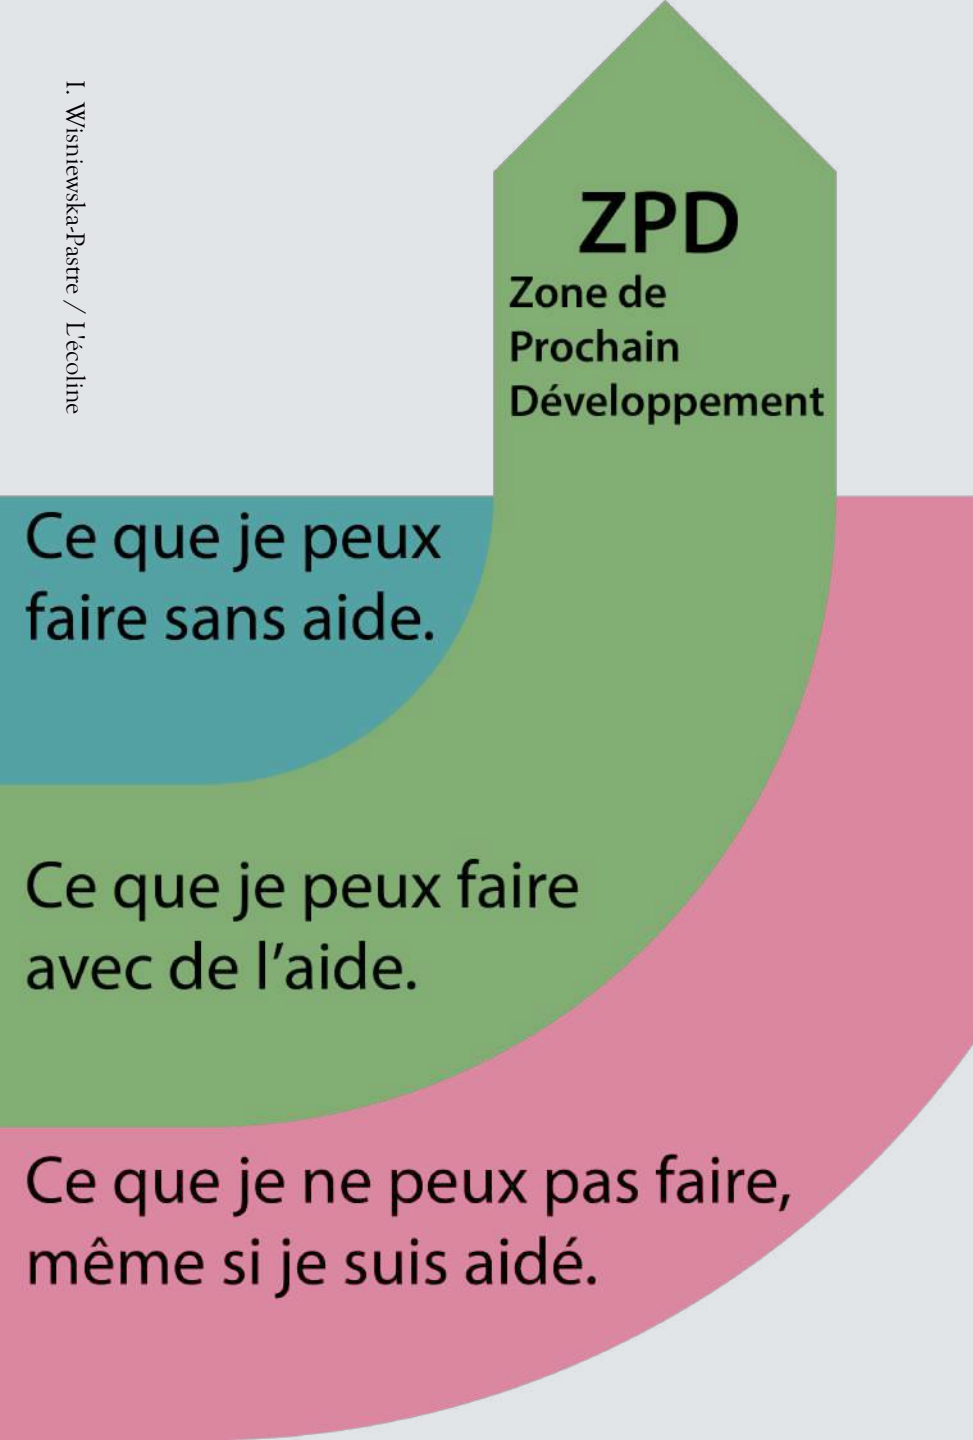 I. Wisniewska-Pastre / L'écoline
ZPD
Zone de
Prochain
Développement
Ce que je peux
faire sans aide.
Ce que je peux faire
avec de l’aide.
Ce que je ne peux pas faire,
même si je suis aidé.